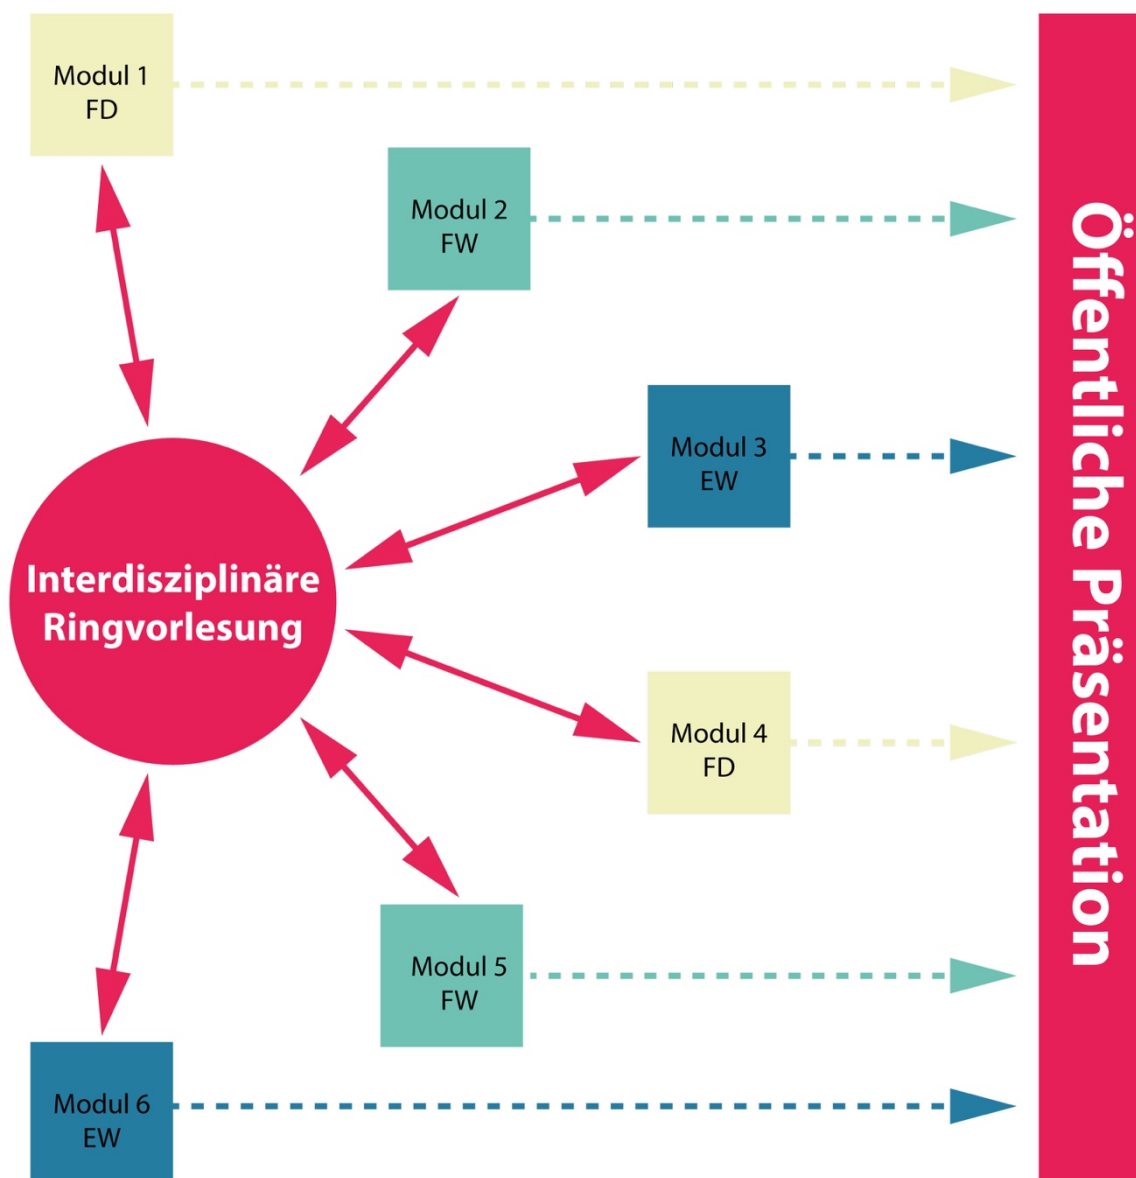 Modul 1
FD
Modul 2
FW
Modul 3
EW
Interdisziplinäre
Ringvorlesung
Modul 4
FD
Modul 5
FW
Modul 6
EW
Öffentliche Präsentation